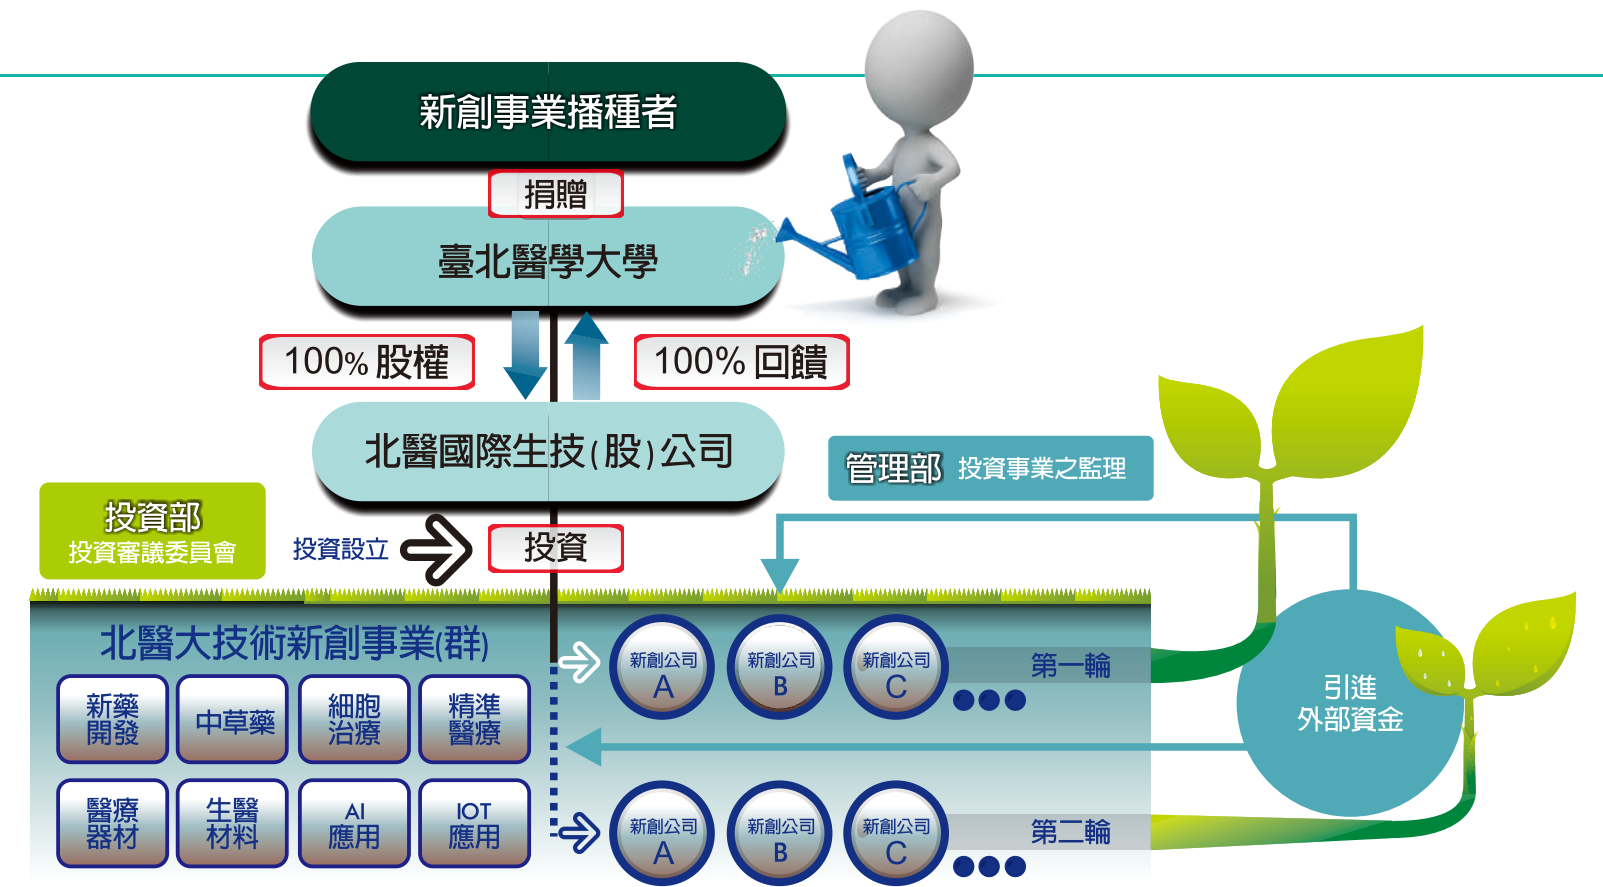 新創事業播種者
捐贈
臺北醫學大學
100% 股權
100% 回饋
北醫國際生技(股)公司
管理部 投資事業之監理
投資部
投資審議委員會
投資設立
投資
北醫大技術新創事業(群)
新藥
開發
中草藥
細胞
治療
精準
醫療
醫療
器材
生醫
材料
AI
應用
IOT
應用
新創公司
A
新創公司
B
新創公司
C
第一輪
新創公司
A
新創公司
B
新創公司
C
第二輪
引進
外部資金